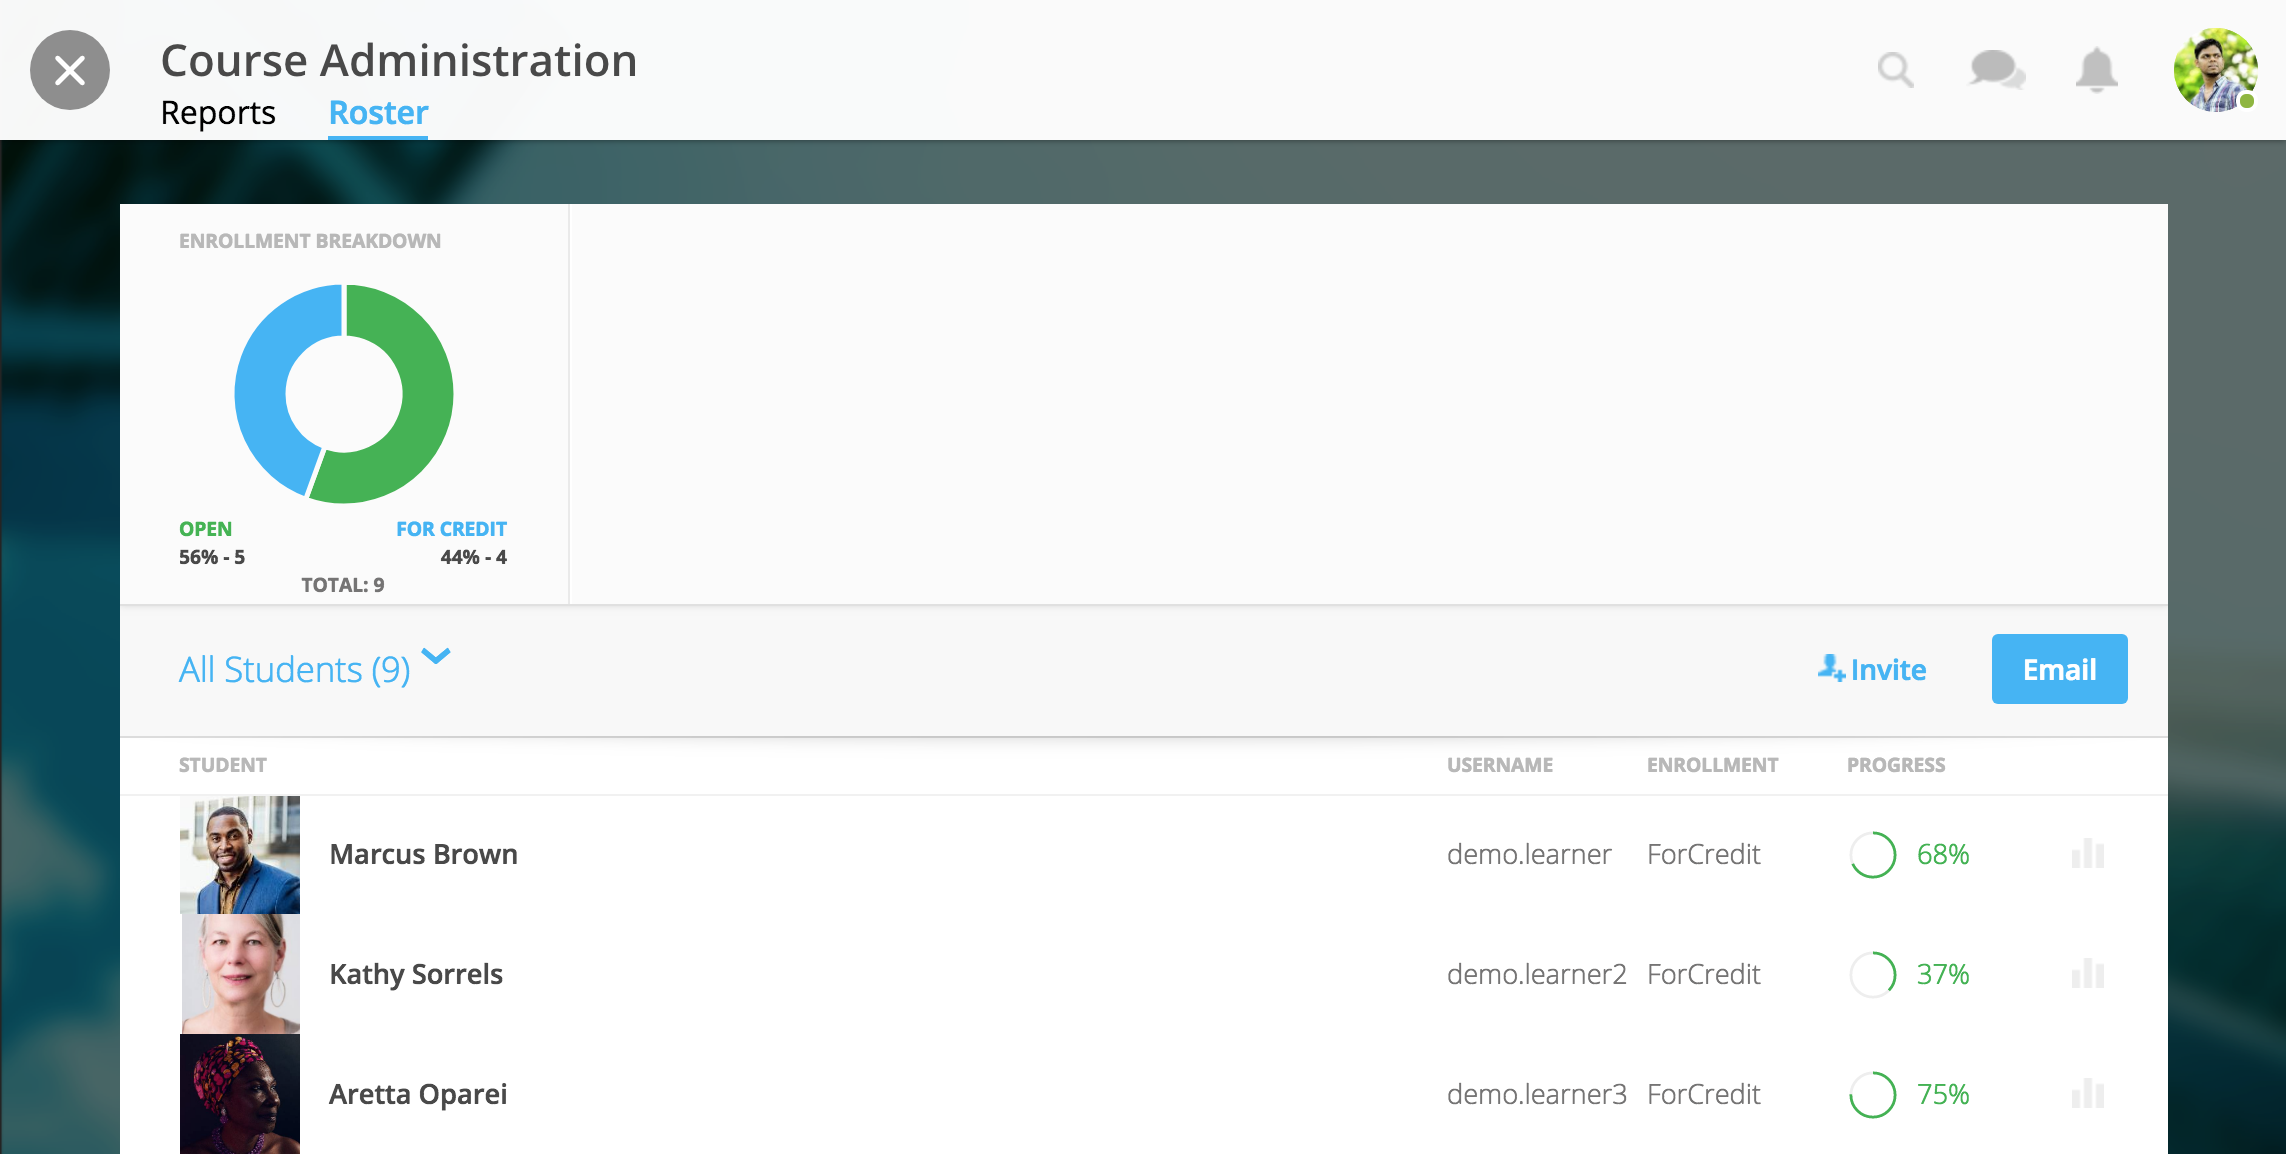 Course Administration
Reports Roster
ENROLLMENT BREAKDOWN
OPEN FOR CREDIT
56% - 5 44% - 4
TOTAL: 9
All Students (9) Invite Email
STUDENT USERNAME ENROLLMENT PROGRESS
Marcus Brown demo.learner ForCredit 68%
Kathy Sorrels demo.learner2 ForCredit 37%
Aretta Oparei demo.learner3 ForCredit 75%